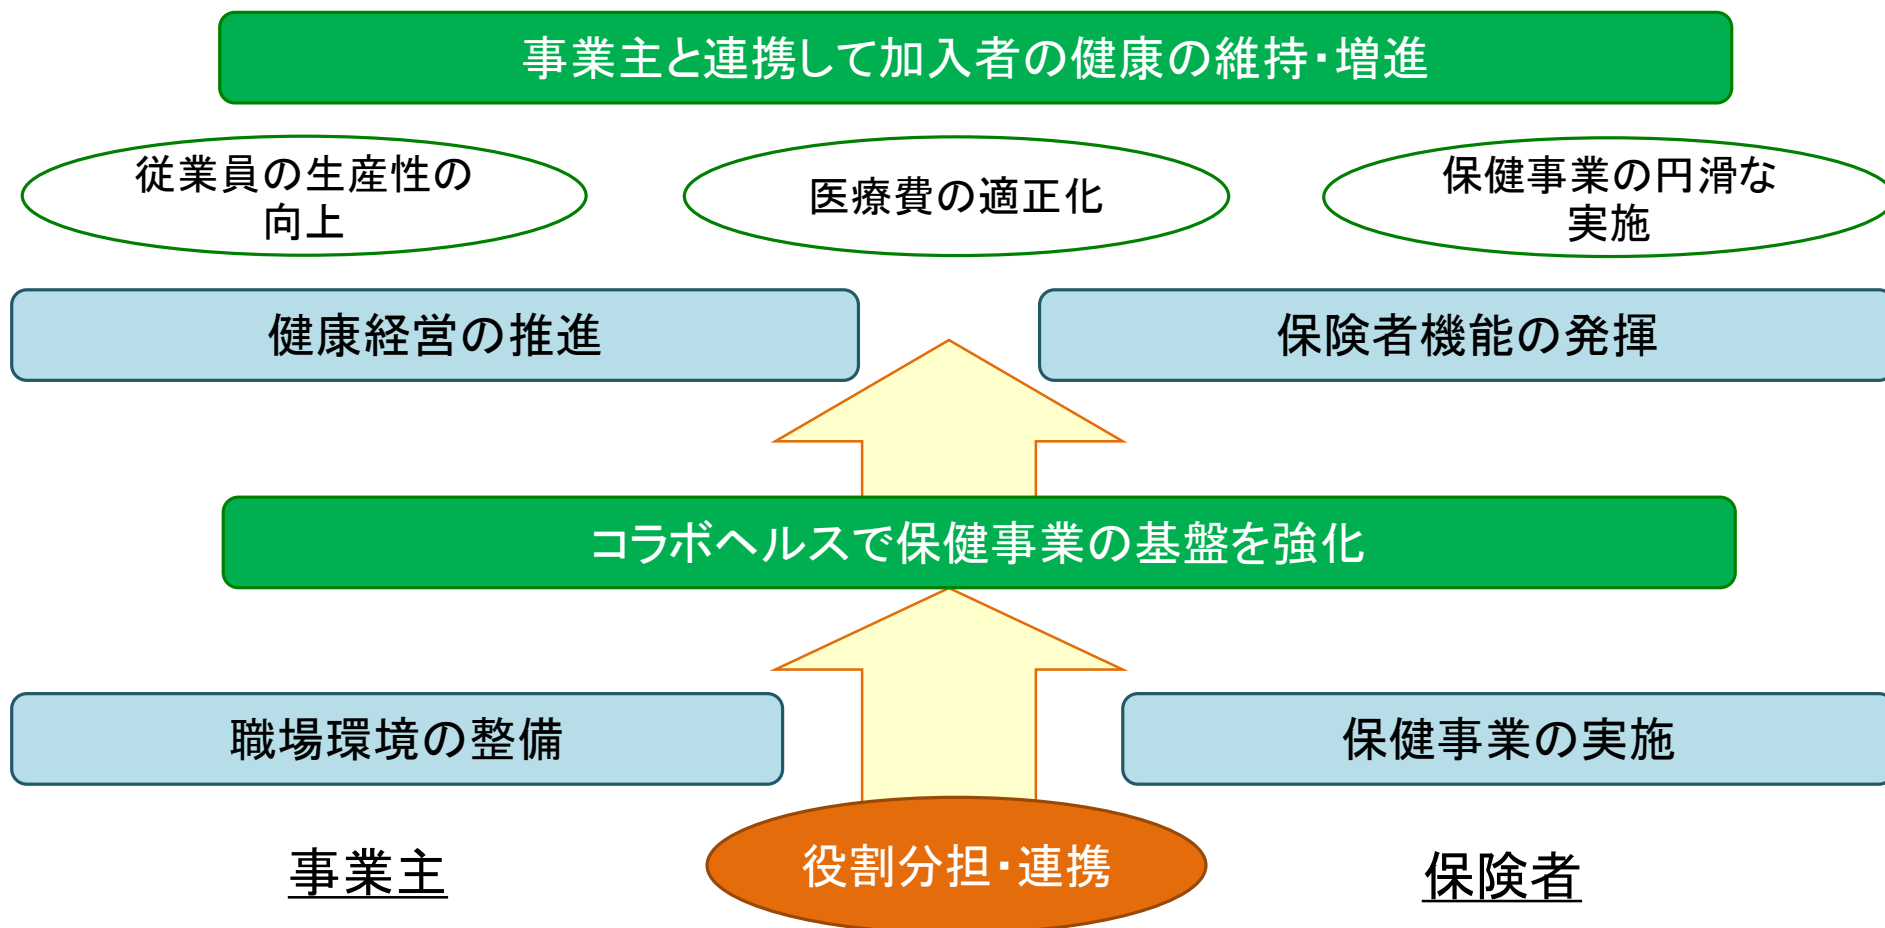 事業主と連携して加入者の健康の維持・増進
従業員の生産性の
向上
医療費の適正化
保健事業の円滑な
実施
健康経営の推進
保険者機能の発揮
コラボヘルスで保健事業の基盤を強化
職場環境の整備
保健事業の実施
事業主
役割分担・連携
保険者